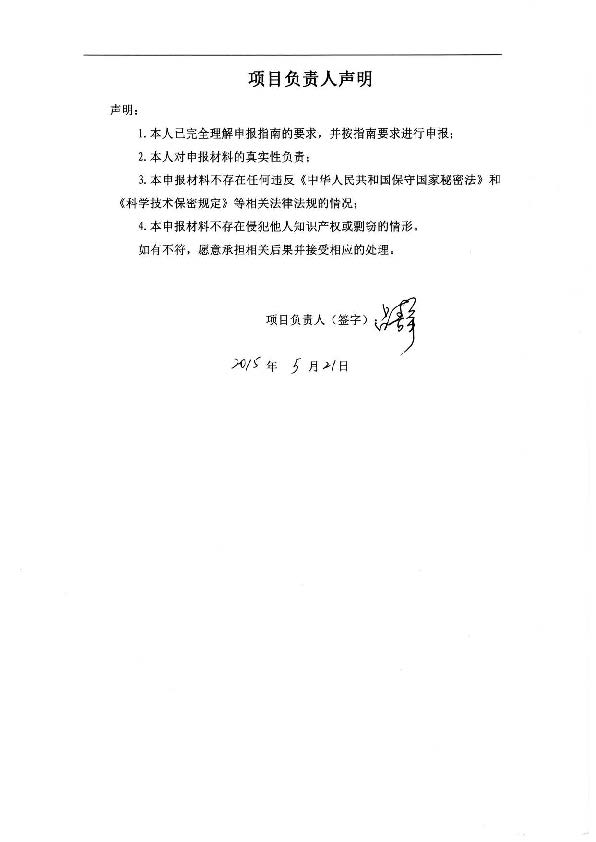 项目负责人声明
声明：
1.本人已完全理解申报指南的要求，并按指南要求进行申报；
2.本人对申报材料的真实性负责；
3.本申报材料不存在任何违反《中华人民共和国保守国家秘密法》和
《科学技术保密规定》等相关法律法规的情况；
4.本申报材料不存在侵犯他人知识产权或剽窃的情形。
如有不符，愿意承担相关后果并接受相应的处理。
项目负责人（签字）：
2015 年 5 月 21 日